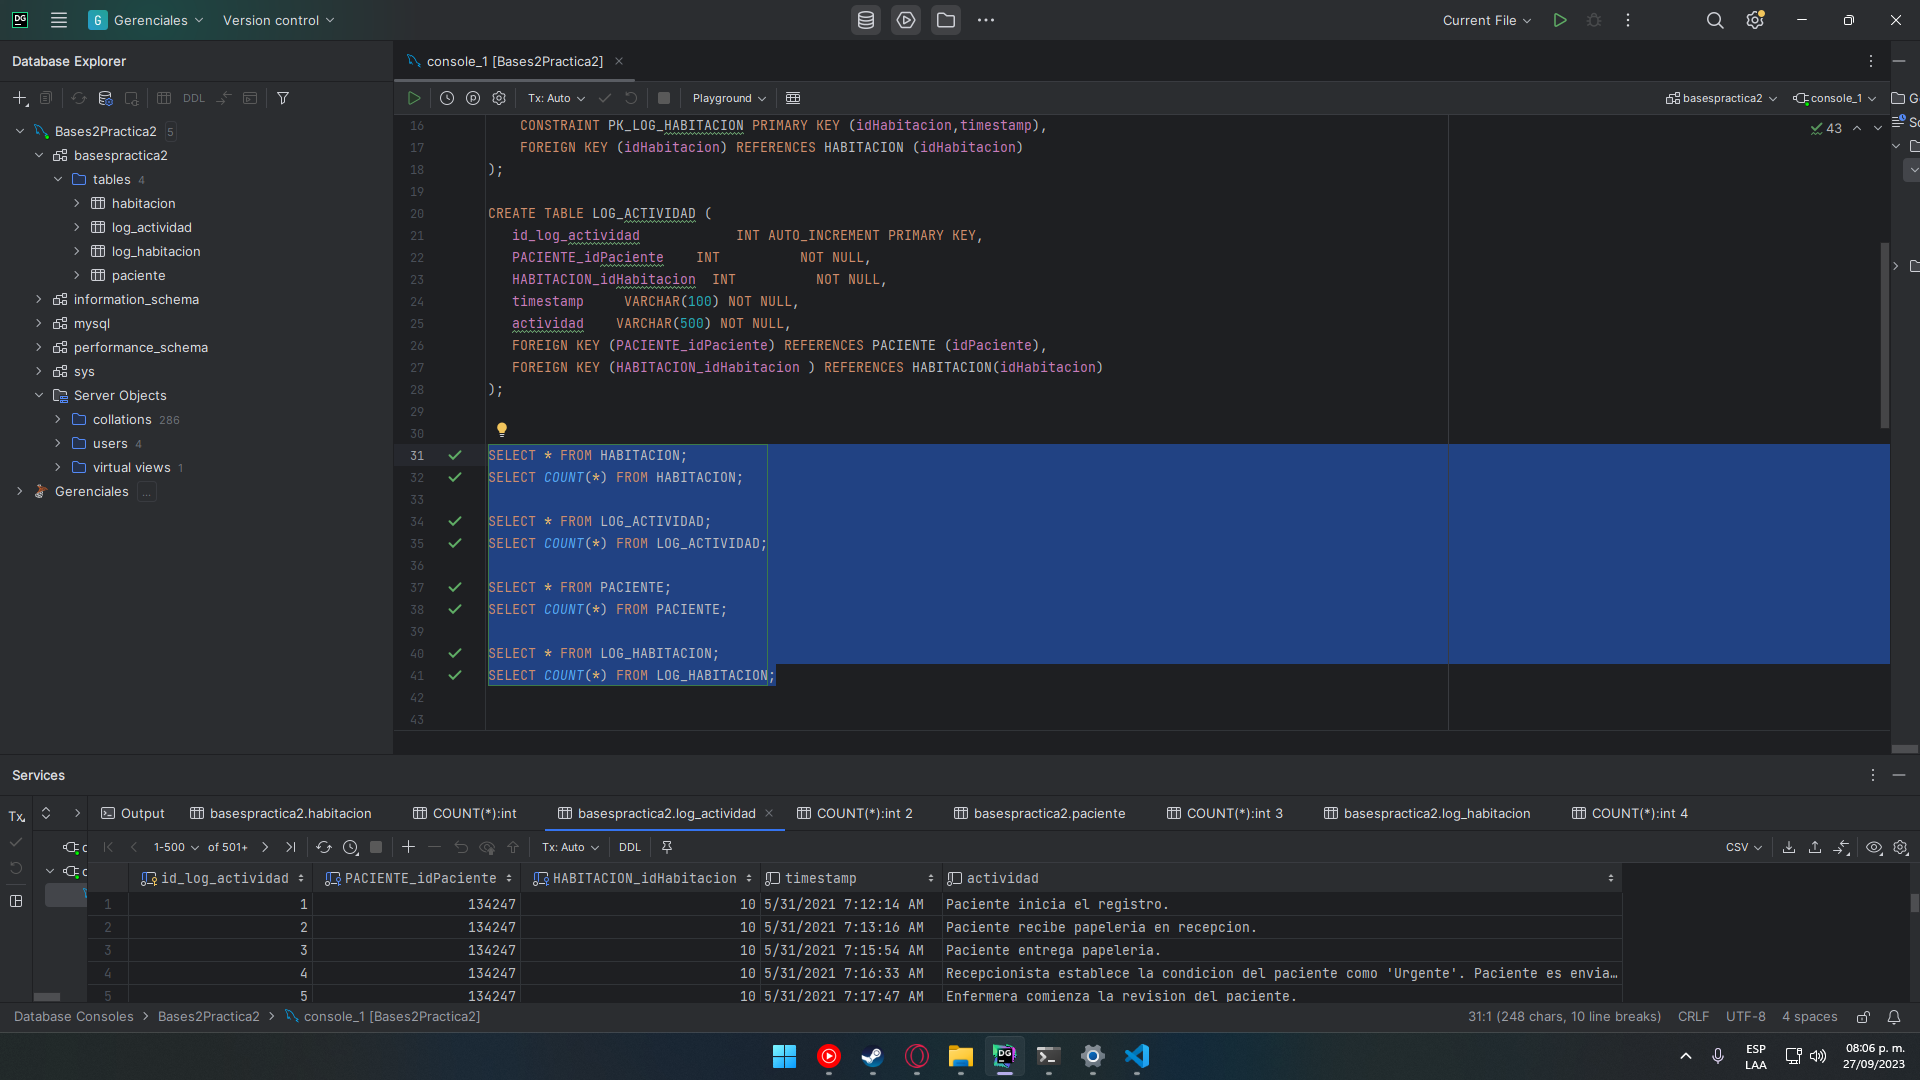 DG G Gerenciales Version control Current File
Database Explorer
console_1 [Bases2Practica2]
DDL Tx: Auto Playground basespractica2 console_1
Bases2Practica2 5
basespractica2
tables 4
habitacion
log_actividad
log_habitacion
paciente
information_schema
mysql
performance_schema
sys
Server Objects
collations 286
users 4
virtual views 1
Gerenciales ...
43
16 CONSTRAINT PK_LOG_HABITACION PRIMARY KEY (idHabitacion,timestamp),
17 FOREIGN KEY (idHabitacion) REFERENCES HABITACION (idHabitacion)
18 );
19
20 CREATE TABLE LOG_ACTIVIDAD (
21 id_log_actividad INT AUTO_INCREMENT PRIMARY KEY,
22 PACIENTE_idPaciente INT NOT NULL,
23 HABITACION_idHabitacion INT NOT NULL,
24 timestamp VARCHAR(100) NOT NULL,
25 actividad VARCHAR(500) NOT NULL,
26 FOREIGN KEY (PACIENTE_idPaciente) REFERENCES PACIENTE (idPaciente),
27 FOREIGN KEY (HABITACION_idHabitacion ) REFERENCES HABITACION(idHabitacion)
28 );
29
30
31 SELECT * FROM HABITACION;
32 SELECT COUNT(*) FROM HABITACION;
33
34 SELECT * FROM LOG_ACTIVIDAD;
35 SELECT COUNT(*) FROM LOG_ACTIVIDAD;
36
37 SELECT * FROM PACIENTE;
38 SELECT COUNT(*) FROM PACIENTE;
39
40 SELECT * FROM LOG_HABITACION;
41 SELECT COUNT(*) FROM LOG_HABITACION;
42
43
Services
Tx Output basespractica2.habitacion COUNT(*):int basespractica2.log_actividad COUNT(*):int 2 basespractica2.paciente COUNT(*):int 3 basespractica2.log_habitacion COUNT(*):int 4
1-500 of 501+ Tx: Auto DDL CSV
id_log_actividad PACIENTE_idPaciente HABITACION_idHabitacion timestamp actividad
1 1 134247 10 5/31/2021 7:12:14 AM Paciente inicia el registro.
2 2 134247 10 5/31/2021 7:13:16 AM Paciente recibe papeleria en recepcion.
3 3 134247 10 5/31/2021 7:15:54 AM Paciente entrega papeleria.
4 4 134247 10 5/31/2021 7:16:33 AM Recepcionista establece la condicion del paciente como 'Urgente'. Paciente es envia…
5 5 134247 10 5/31/2021 7:17:47 AM Enfermera comienza la revision del paciente.
Database Consoles > Bases2Practica2 > console_1 [Bases2Practica2] 31:1 (248 chars, 10 line breaks) CRLF UTF-8 4 spaces
DG ESP LAA 08:06 p. m. 27/09/2023